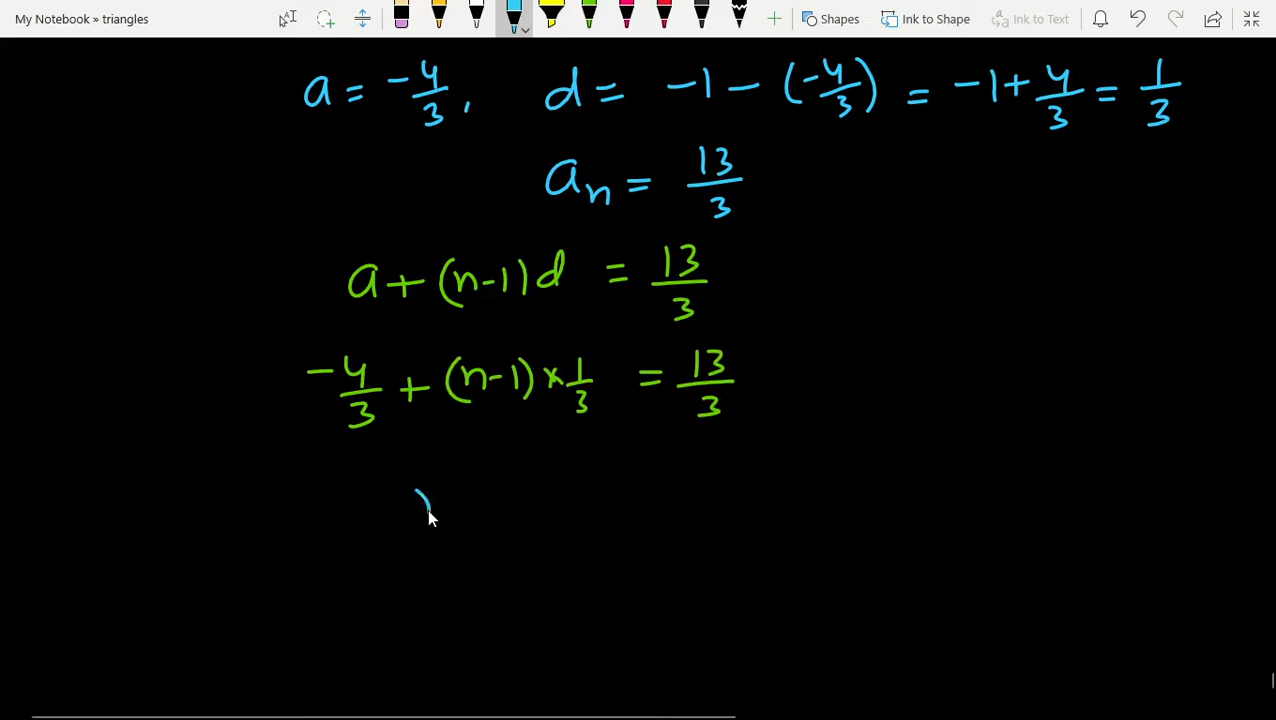 My Notebook » triangles Shapes Ink to Shape Ink to Text
a = -4/3, d = -1 - (-4/3) = -1 + 4/3 = 1/3
aₙ = 13/3
a + (n-1)d = 13/3
-4/3 + (n-1) × 1/3 = 13/3